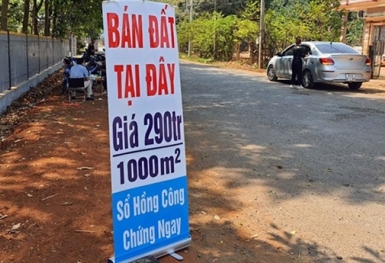 BÁN ĐẤT
TẠI ĐÂY
Giá 290tr
1000m²
Sổ Hồng Công
Chứng Ngay